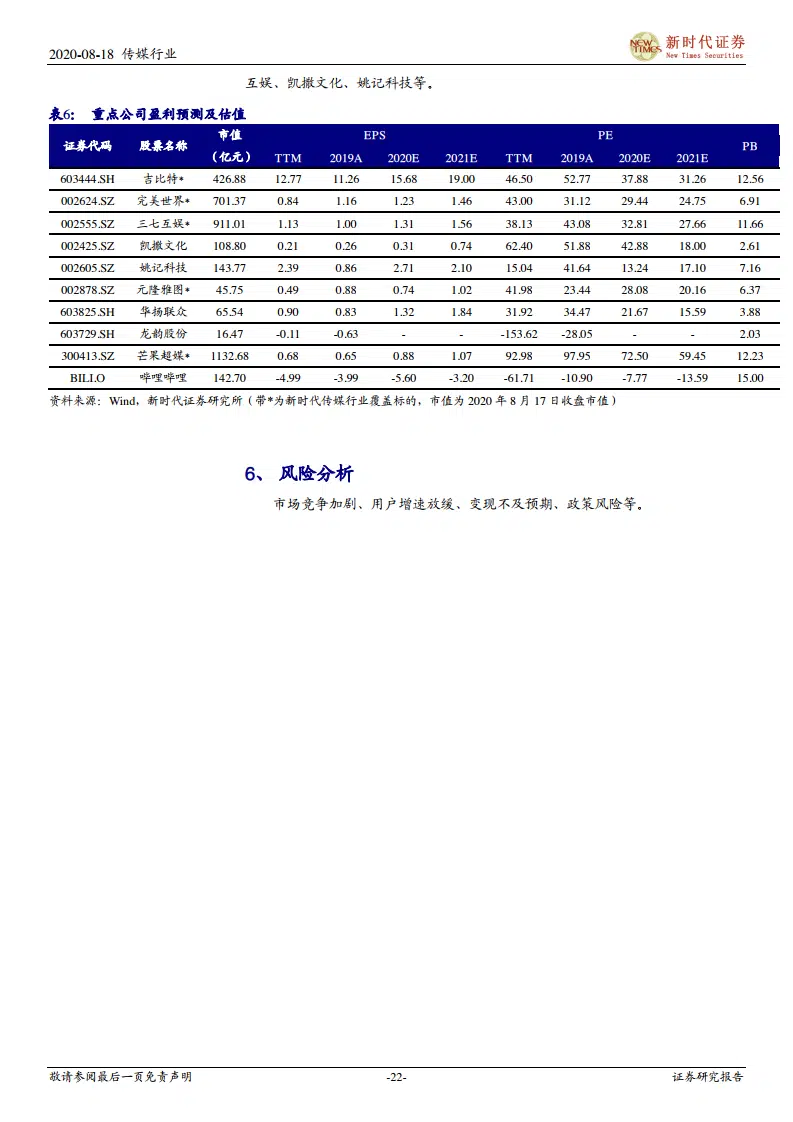 2020-08-18 传媒行业
NEW TIMES 新时代证券
New Times Securities
互娱、凯撒文化、姚记科技等。
表6： 重点公司盈利预测及估值
证券代码 股票名称 市值（亿元） EPS PE PB
TTM 2019A 2020E 2021E TTM 2019A 2020E 2021E
603444.SH 吉比特* 426.88 12.77 11.26 15.68 19.00 46.50 52.77 37.88 31.26 12.56
002624.SZ 完美世界* 701.37 0.84 1.16 1.23 1.46 43.00 31.12 29.44 24.75 6.91
002555.SZ 三七互娱* 911.01 1.13 1.00 1.31 1.56 38.13 43.08 32.81 27.66 11.66
002425.SZ 凯撒文化 108.80 0.21 0.26 0.31 0.74 62.40 51.88 42.88 18.00 2.61
002605.SZ 姚记科技 143.77 2.39 0.86 2.71 2.10 15.04 41.64 13.24 17.10 7.16
002878.SZ 元隆雅图* 45.75 0.49 0.88 0.74 1.02 41.98 23.44 28.08 20.16 6.37
603825.SH 华扬联众 65.54 0.90 0.83 1.32 1.84 31.92 34.47 21.67 15.59 3.88
603729.SH 龙韵股份 16.47 -0.11 -0.63 - - -153.62 -28.05 - - 2.03
300413.SZ 芒果超媒* 1132.68 0.68 0.65 0.88 1.07 92.98 97.95 72.50 59.45 12.23
BILI.O 哔哩哔哩 142.70 -4.99 -3.99 -5.60 -3.20 -61.71 -10.90 -7.77 -13.59 15.00
资料来源：Wind，新时代证券研究所（带*为新时代传媒行业覆盖标的，市值为 2020 年 8 月 17 日收盘市值）
6、 风险分析
市场竞争加剧、用户增速放缓、变现不及预期、政策风险等。
敬请参阅最后一页免责声明 -22- 证券研究报告